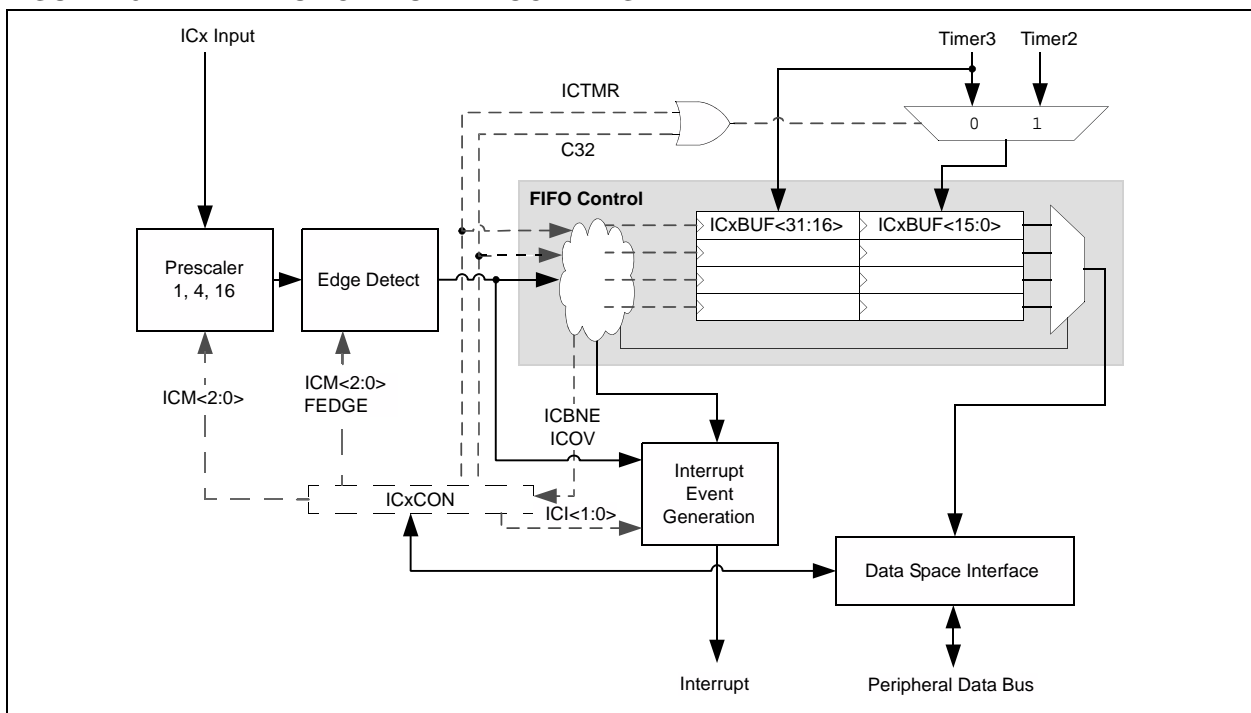 ICx Input
Timer3 Timer2
ICTMR
0 1
C32
FIFO Control
ICxBUF<31:16> ICxBUF<15:0>
Prescaler
1, 4, 16
Edge Detect
ICM<2:0>
ICM<2:0>
FEDGE
ICBNE
ICOV
Interrupt
Event
Generation
ICxCON
ICI<1:0>
Data Space Interface
Interrupt
Peripheral Data Bus